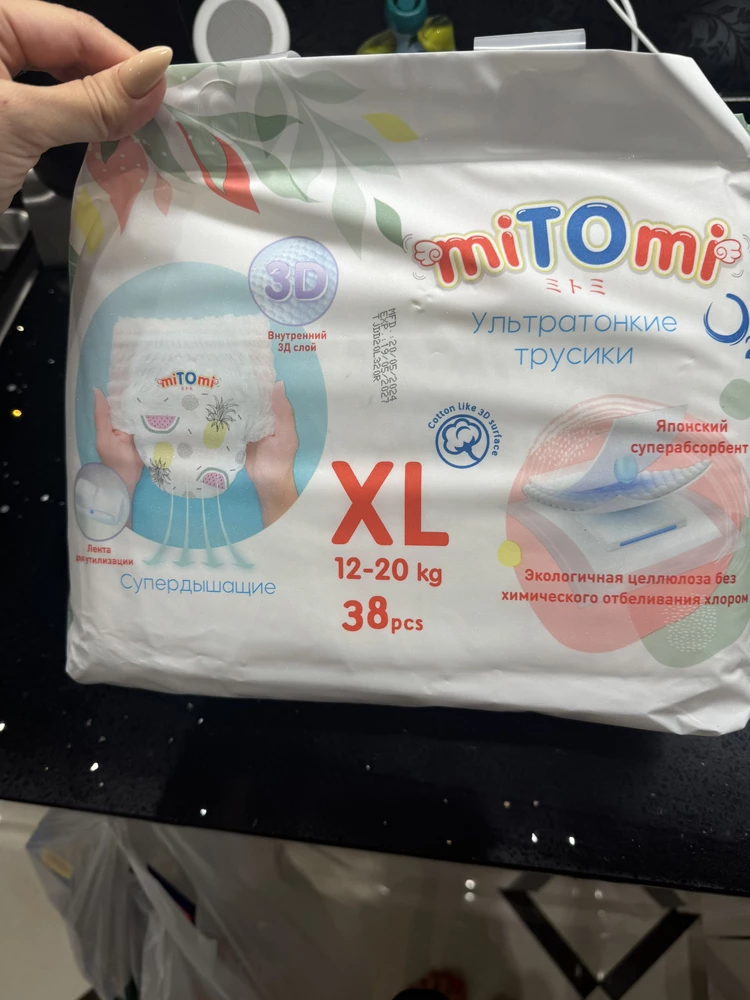 miTOmi
ミトミ
Ультратонкие
трусики
3D
Внутренний
3Д слой
MFD : 20/05/2024
EXP : 19/05/2027
miTOmi
Cotton like 3D surface
Японский
суперабсорбент
XL
12-20 kg
38pcs
Лента
для утилизации
Супердышащие
Экологичная целлюлоза без
химического отбеливания хлором